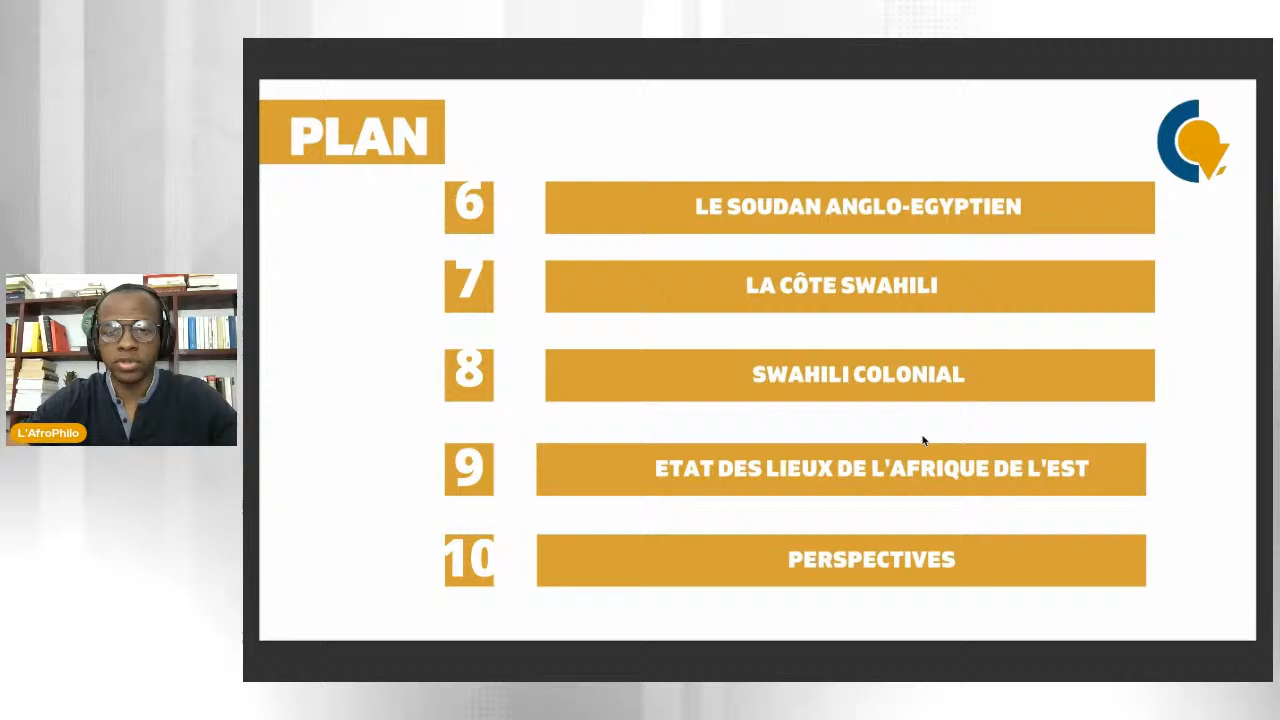 PLAN
6
LE SOUDAN ANGLO-EGYPTIEN
7
LA CÔTE SWAHILI
8
SWAHILI COLONIAL
9
ETAT DES LIEUX DE L'AFRIQUE DE L'EST
10
PERSPECTIVES
L'AfroPhilo